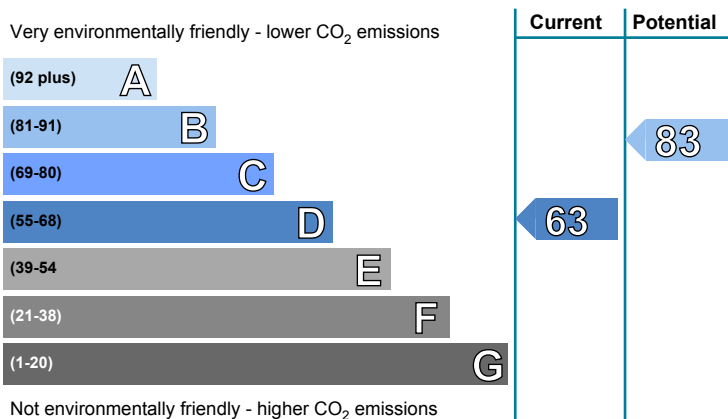 Current Potential
Very environmentally friendly - lower CO₂ emissions
(92 plus) A
(81-91) B
83
(69-80) C
(55-68) D
63
(39-54 E
(21-38) F
(1-20) G
Not environmentally friendly - higher CO₂ emissions